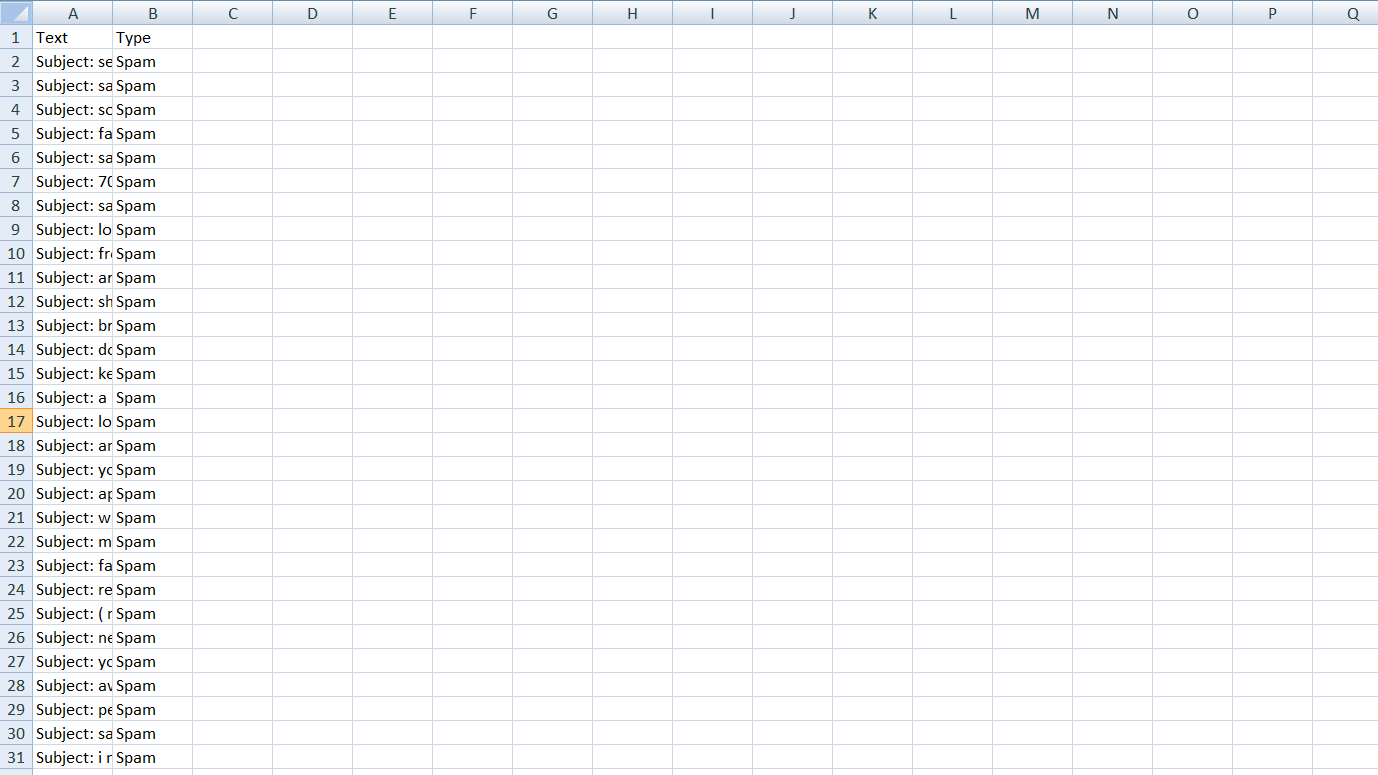 A B C D E F G H I J K L M N O P Q
1 Text Type
2 Subject: se Spam
3 Subject: sa Spam
4 Subject: so Spam
5 Subject: fa Spam
6 Subject: sa Spam
7 Subject: 70 Spam
8 Subject: sa Spam
9 Subject: lo Spam
10 Subject: fr Spam
11 Subject: ar Spam
12 Subject: sh Spam
13 Subject: br Spam
14 Subject: do Spam
15 Subject: ke Spam
16 Subject: a Spam
17 Subject: lo Spam
18 Subject: ar Spam
19 Subject: yo Spam
20 Subject: ap Spam
21 Subject: w Spam
22 Subject: m Spam
23 Subject: fa Spam
24 Subject: re Spam
25 Subject: ( Spam
26 Subject: ne Spam
27 Subject: yo Spam
28 Subject: av Spam
29 Subject: pe Spam
30 Subject: sa Spam
31 Subject: i Spam